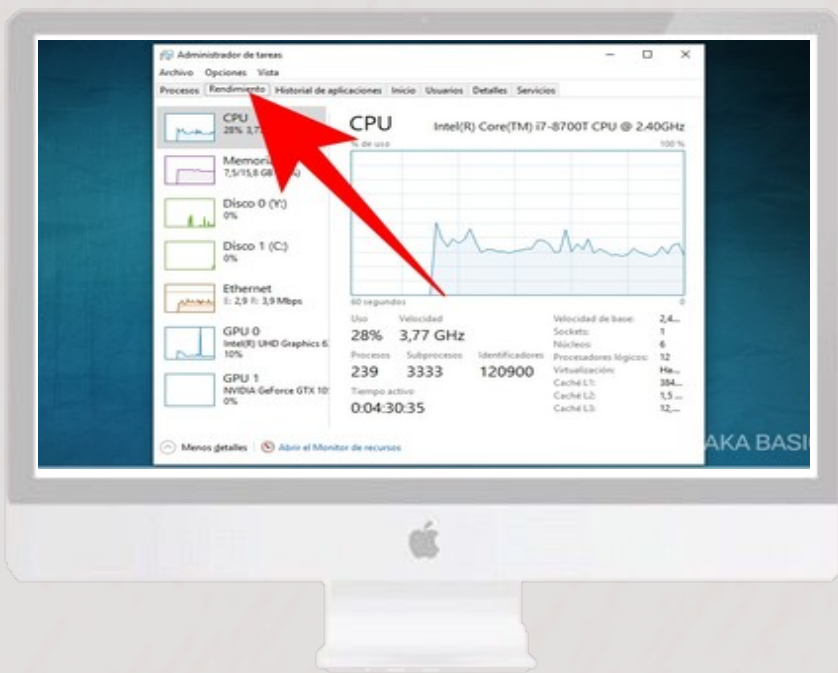 Administrador de tareas
Archivo Opciones Vista
Procesos Rendimiento Historial de aplicaciones Inicio Usuarios Detalles Servicios
CPU
28% 3,77
Memoria
7,5/15,8 GB
Disco 0 (Y:)
0%
Disco 1 (C:)
0%
Ethernet
E: 2,9 R: 3,9 Mbps
GPU 0
Intel(R) UHD Graphics 6
10%
GPU 1
NVIDIA GeForce GTX 10
0%
CPU Intel(R) Core(TM) i7-8700T CPU @ 2.40GHz
% de uso 100 %
60 segundos 0
Uso Velocidad
28% 3,77 GHz
Procesos Subprocesos Identificadores
239 3333 120900
Tiempo activo
0:04:30:35
Velocidad de base: 2,4...
Sockets: 1
Núcleos: 6
Procesadores lógicos: 12
Virtualización: Ha...
Caché L1: 384...
Caché L2: 1,5 ...
Caché L3: 12,...
Menos detalles Abrir el Monitor de recursos
AKA BASI